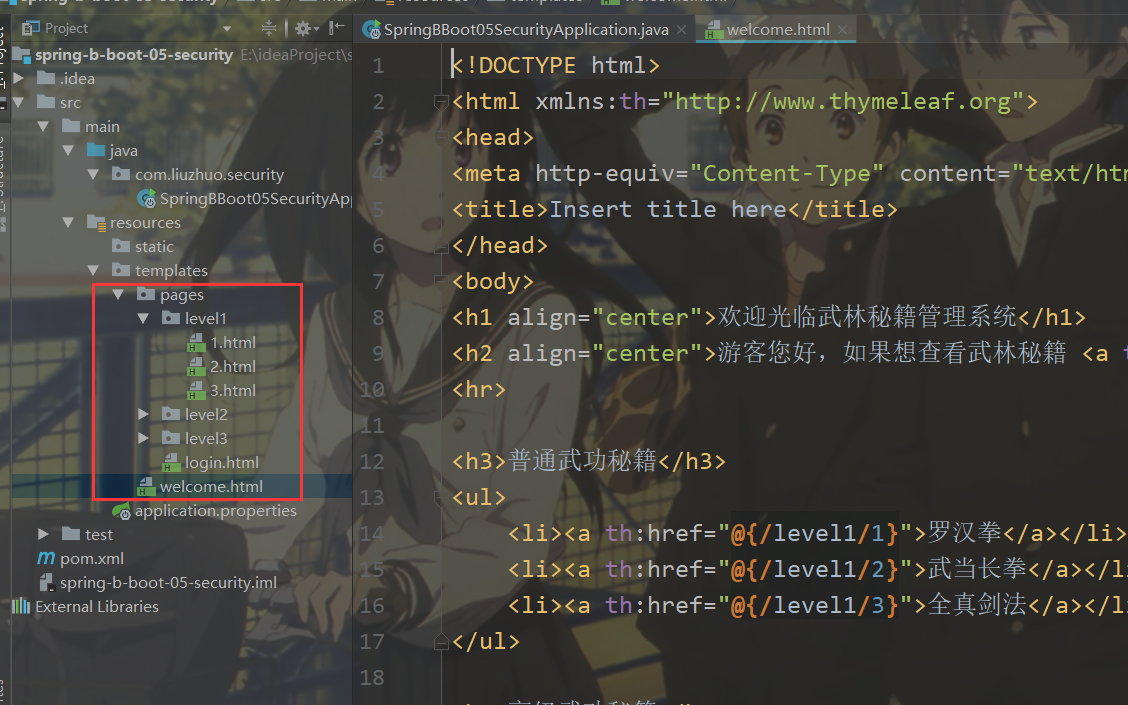 Project
SpringBBoot05SecurityApplication.java
welcome.html
spring-b-boot-05-security E:\ideaProject\s
.idea
src
main
java
com.liuzhuo.security
SpringBBoot05SecurityApp
resources
static
templates
pages
level1
1.html
2.html
3.html
level2
level3
login.html
welcome.html
application.properties
test
pom.xml
spring-b-boot-05-security.iml
External Libraries
1 <!DOCTYPE html>
2 <html xmlns:th="http://www.thymeleaf.org">
3 <head>
4 <meta http-equiv="Content-Type" content="text/htm
5 <title>Insert title here</title>
6 </head>
7 <body>
8 <h1 align="center">欢迎光临武林秘籍管理系统</h1>
9 <h2 align="center">游客您好，如果想查看武林秘籍 <a t
10 <hr>
11
12 <h3>普通武功秘籍</h3>
13 <ul>
14 <li><a th:href="@{/level1/1}">罗汉拳</a></li>
15 <li><a th:href="@{/level1/2}">武当长拳</a></li
16 <li><a th:href="@{/level1/3}">全真剑法</a></li
17 </ul>
18